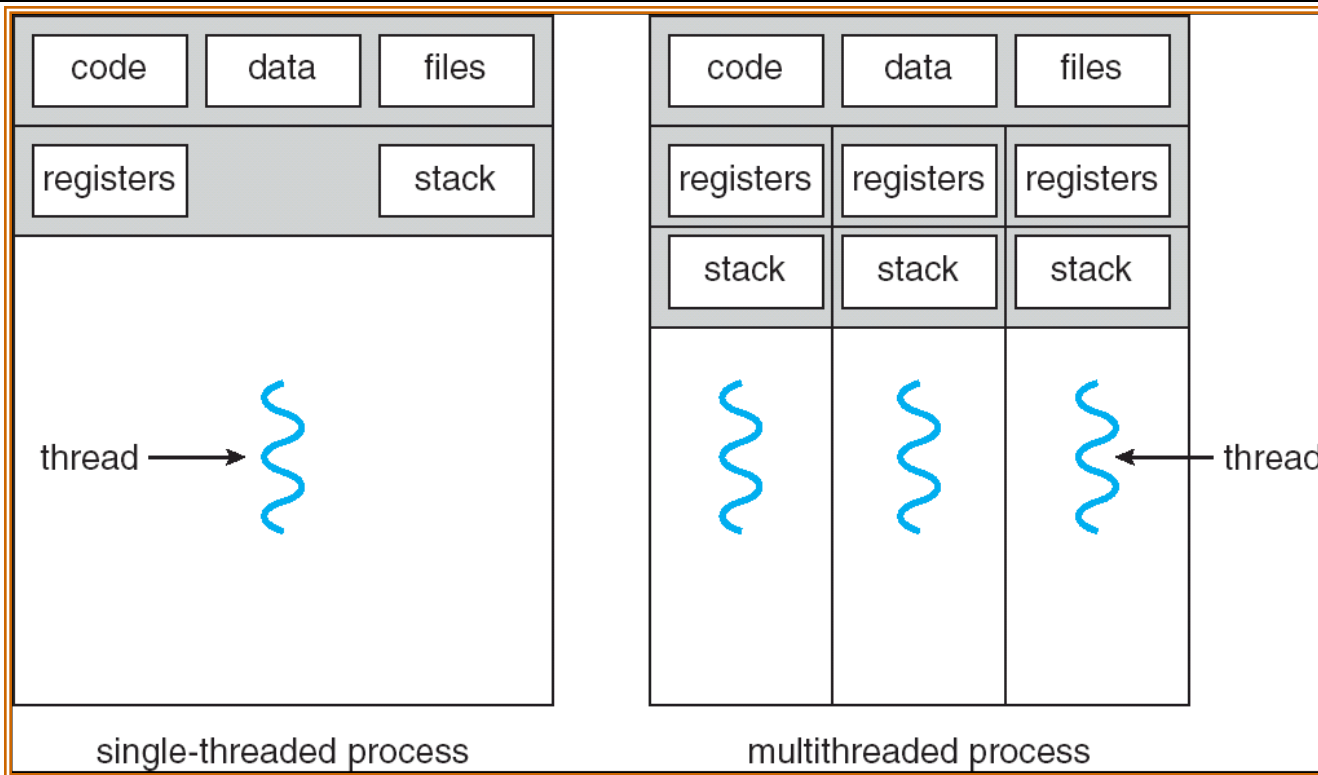 code data files
registers stack
thread
single-threaded process
code data files
registers registers registers
stack stack stack
thread
multithreaded process